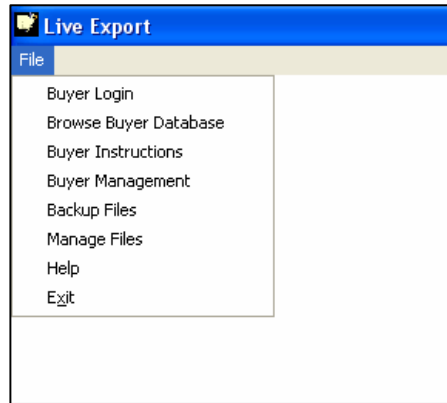 Live Export
File
Buyer Login
Browse Buyer Database
Buyer Instructions
Buyer Management
Backup Files
Manage Files
Help
Exit